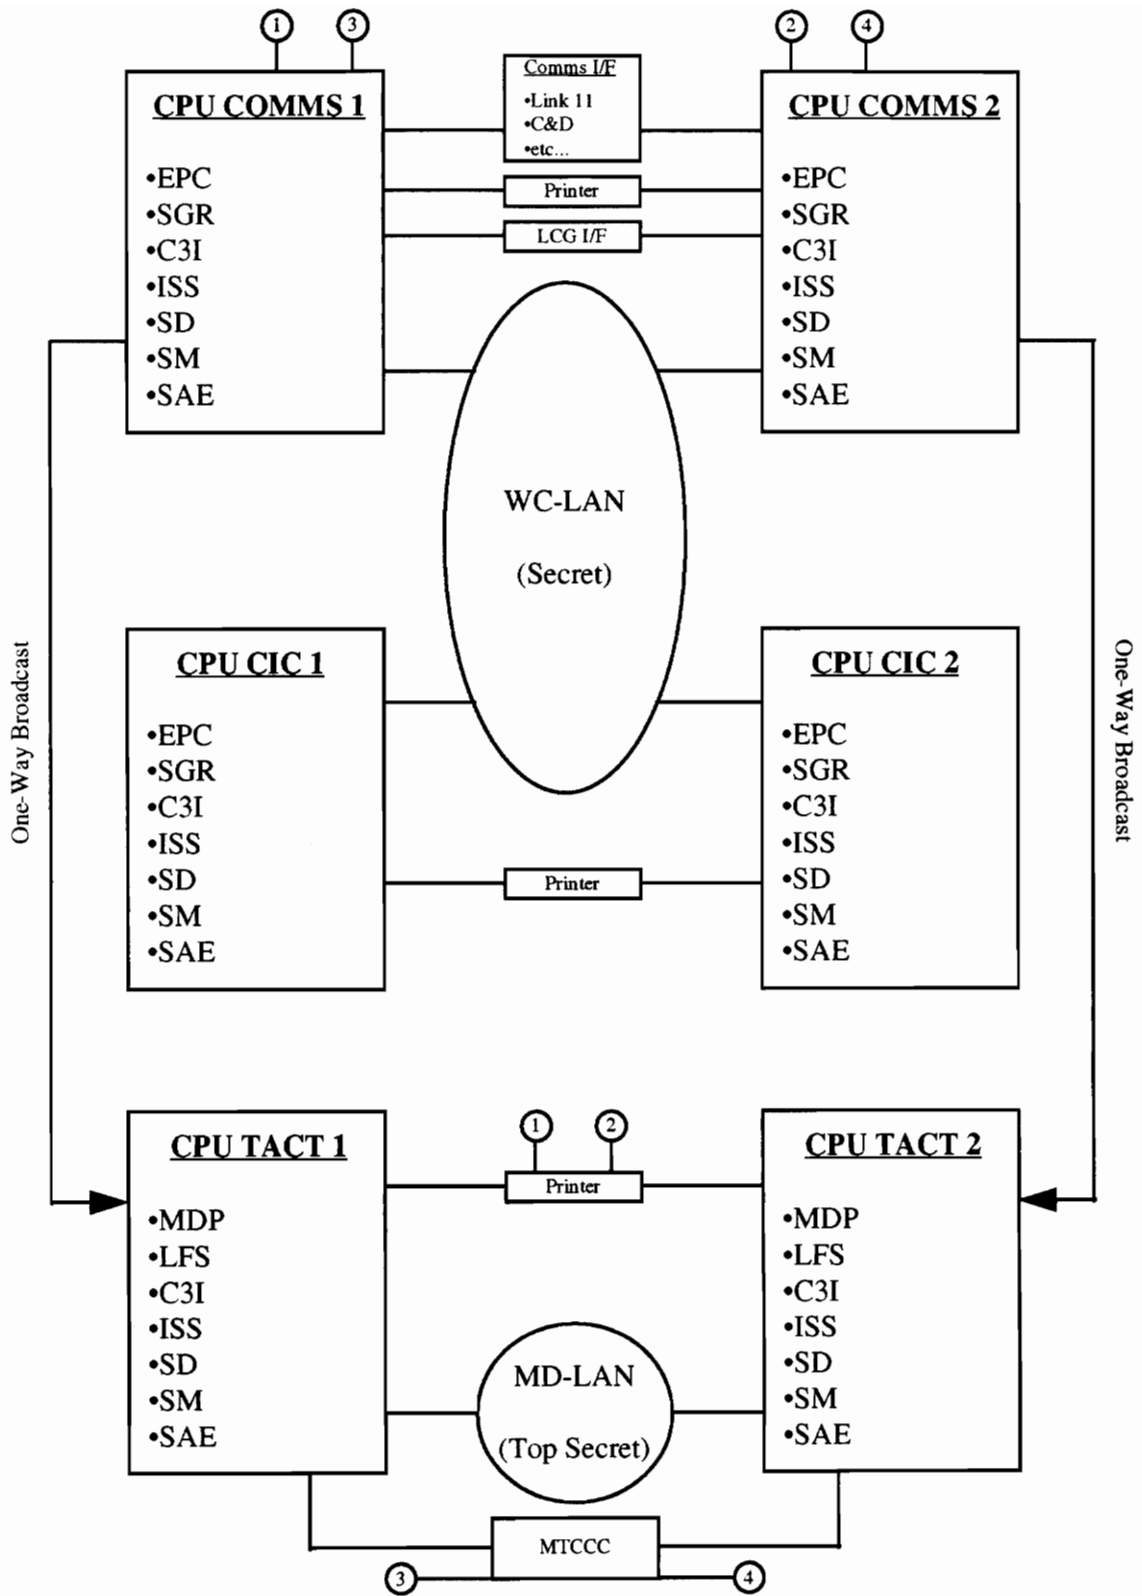 1
3
2
4
CPU COMMS 1
•EPC
•SGR
•C3I
•ISS
•SD
•SM
•SAE
Comms I/F
•Link 11
•C&D
•etc...
Printer
LCG I/F
CPU COMMS 2
•EPC
•SGR
•C3I
•ISS
•SD
•SM
•SAE
WC-LAN
(Secret)
One-Way Broadcast
One-Way Broadcast
CPU CIC 1
•EPC
•SGR
•C3I
•ISS
•SD
•SM
•SAE
Printer
CPU CIC 2
•EPC
•SGR
•C3I
•ISS
•SD
•SM
•SAE
CPU TACT 1
•MDP
•LFS
•C3I
•ISS
•SD
•SM
•SAE
1
2
Printer
CPU TACT 2
•MDP
•LFS
•C3I
•ISS
•SD
•SM
•SAE
MD-LAN
(Top Secret)
MTCCC
3
4